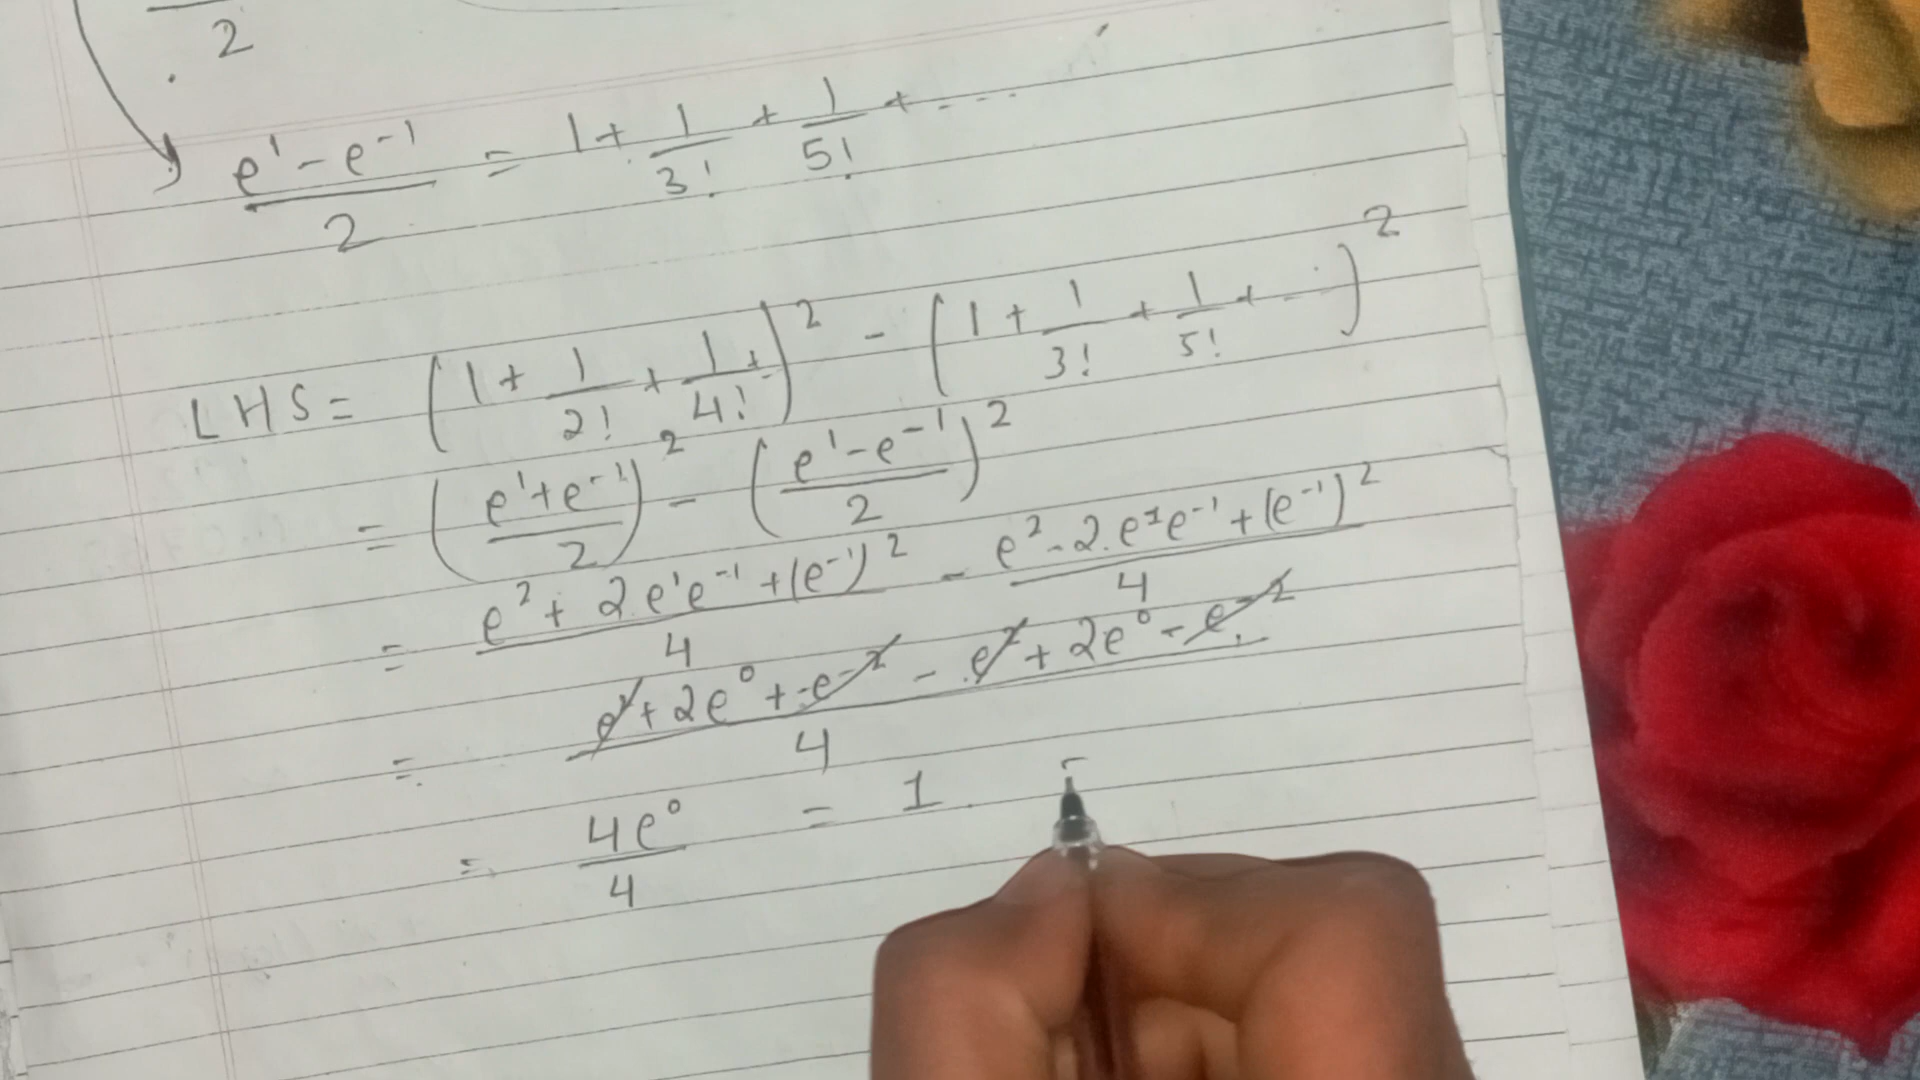 2
e¹ - e⁻¹ / 2 = 1 + 1/3! + 1/5! + ----
LHS = (1 + 1/2! + 1/4! + -)² - (1 + 1/3! + 1/5! + ---)²
= (e¹ + e⁻¹ / 2)² - (e¹ - e⁻¹ / 2)²
= e² + 2e¹e⁻¹ + (e⁻¹)² / 4 - e² - 2.e¹e⁻¹ + (e⁻¹)² / 4
= e² + 2e⁰ + e⁻² - e² + 2e⁰ - e⁻² / 4
= 4e⁰ / 4 = 1.